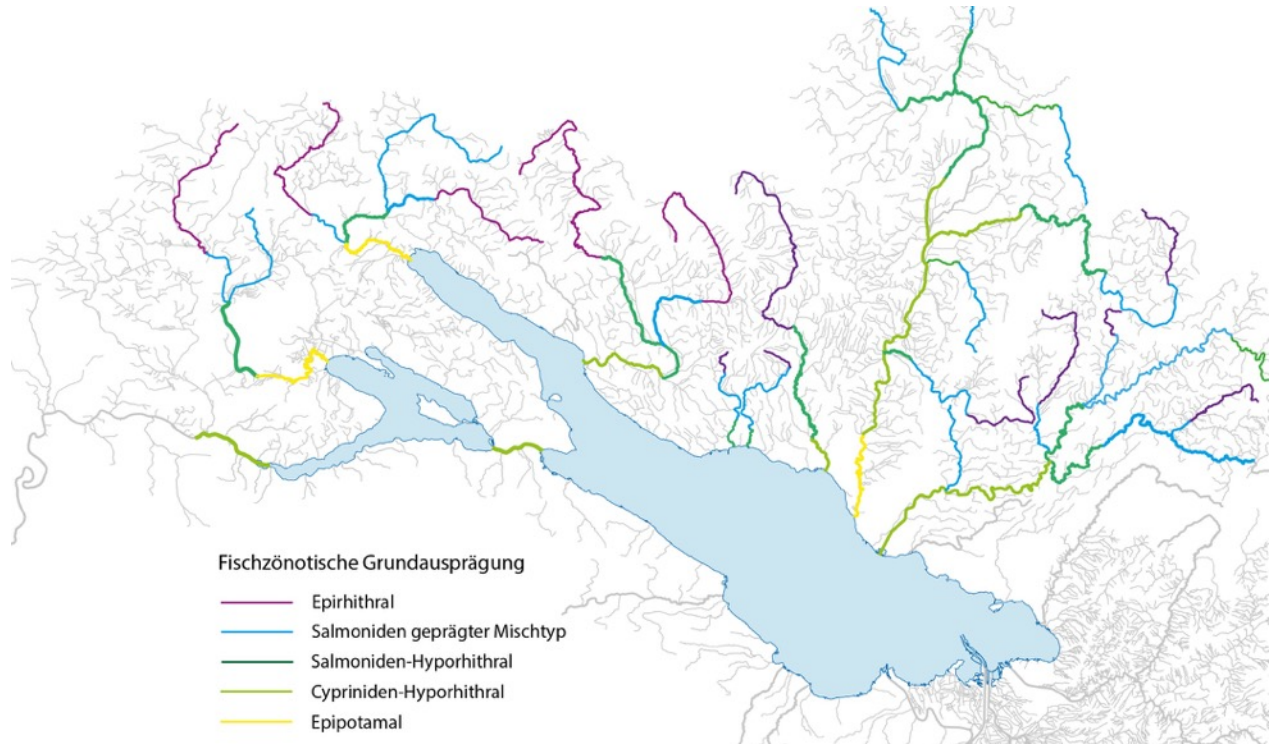 Fischzönotische Grundausprägung
Epirhithral
Salmoniden geprägter Mischtyp
Salmoniden-Hyporhithral
Cypriniden-Hyporhithral
Epipotamal